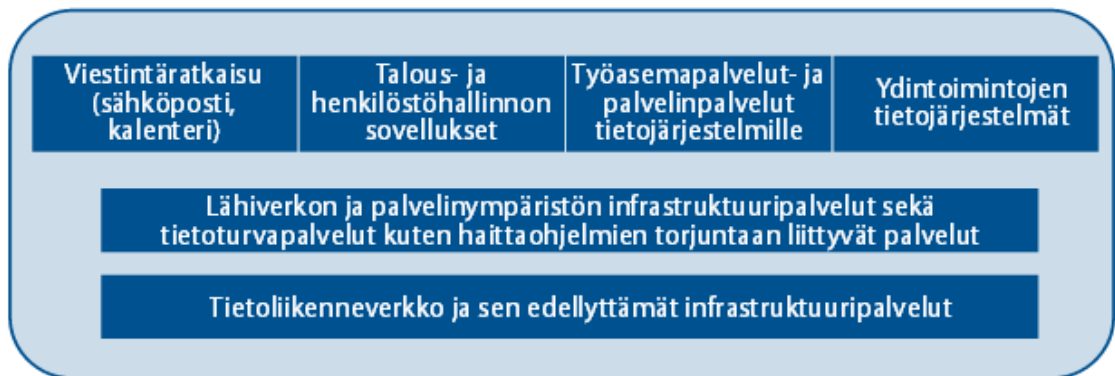 Viestintäratkaisu
(sähköposti,
kalenteri)
Talous- ja
henkilöstöhallinnon
sovellukset
Työasemapalvelut- ja
palvelinpalvelut
tietojärjestelmille
Ydintoimintojen
tietojärjestelmät
Lähiverkon ja palvelinympäristön infrastruktuuripalvelut sekä
tietoturvapalvelut kuten haittaohjelmien torjuntaan liittyvät palvelut
Tietoliikenneverkko ja sen edellyttämät infrastruktuuripalvelut